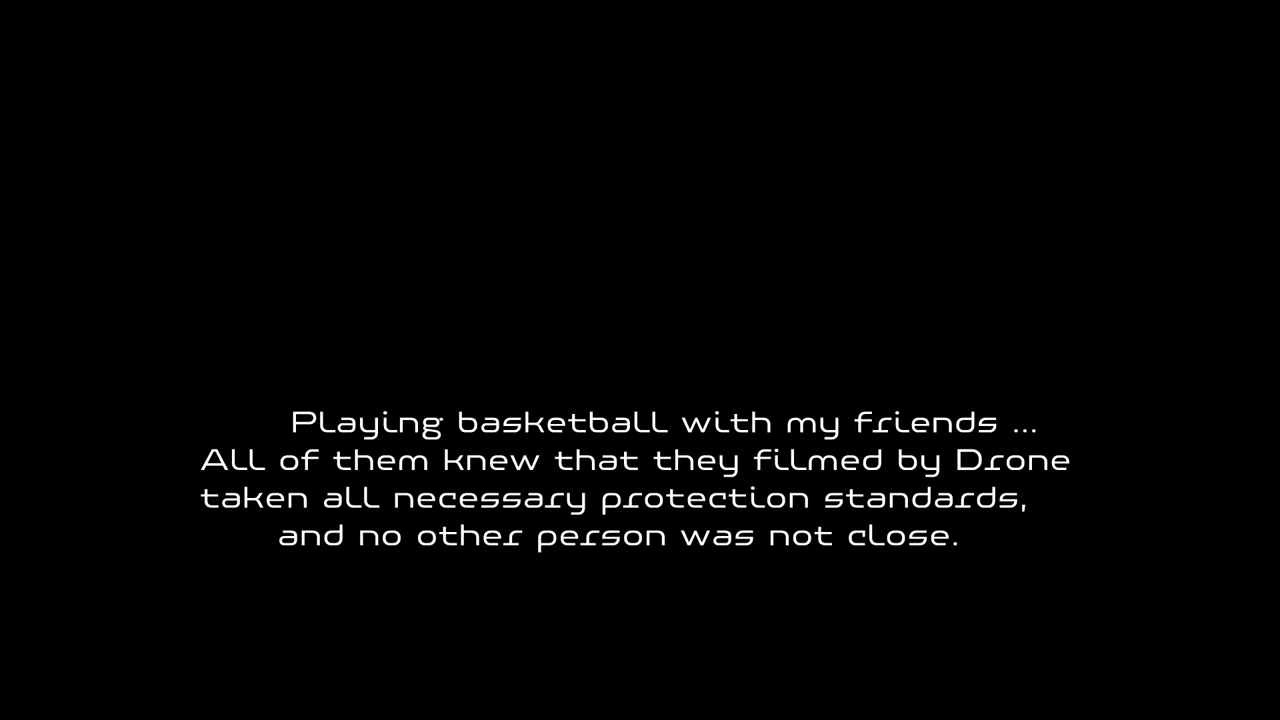 Playing basketball with my friends ...
All of them knew that they filmed by Drone
taken all necessary protection standards,
and no other person was not close.